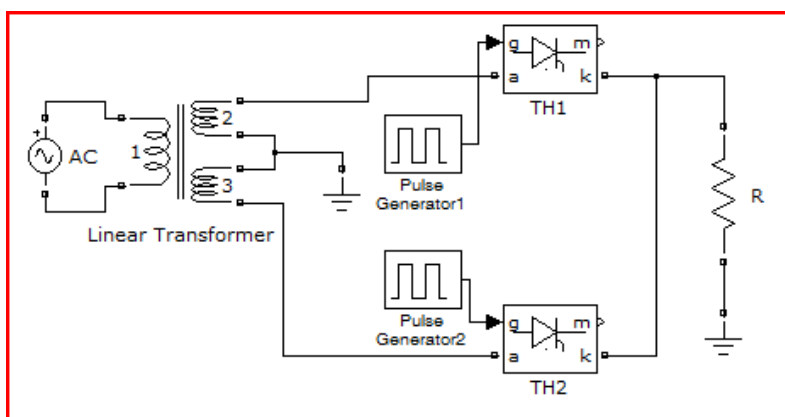 g
m
a
k
TH1
+
AC
1
2
3
Linear Transformer
Pulse
Generator1
R
Pulse
Generator2
g
m
a
k
TH2